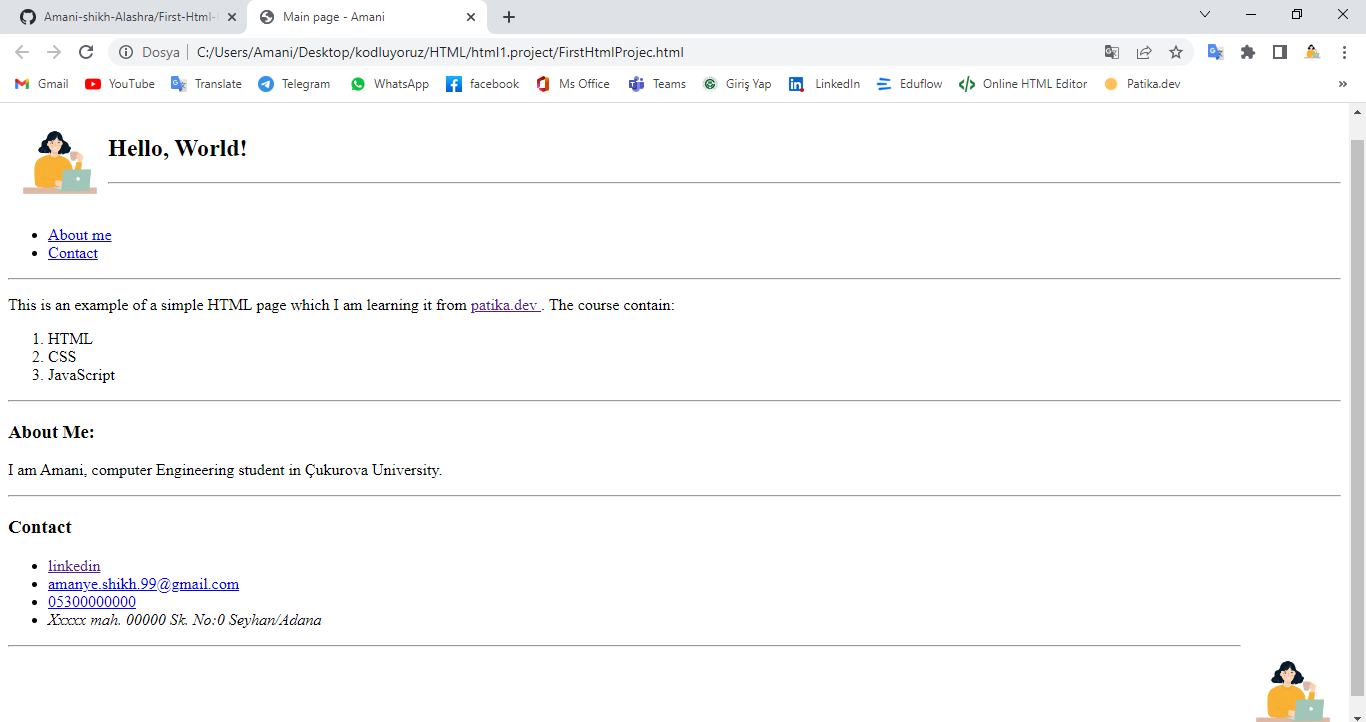 Amani-shikh-Alashra/First-Html-
Main page - Amani
Dosya
C:/Users/Amani/Desktop/kodluyoruz/HTML/html1.project/FirstHtmlProjec.html
Gmail YouTube Translate Telegram WhatsApp facebook Ms Office Teams Giriş Yap LinkedIn Eduflow Online HTML Editor Patika.dev »
Hello, World!
• About me
• Contact
This is an example of a simple HTML page which I am learning it from patika.dev . The course contain:
1. HTML
2. CSS
3. JavaScript
About Me:
I am Amani, computer Engineering student in Çukurova University.
Contact
• linkedin
• amanye.shikh.99@gmail.com
• 05300000000
• Xxxxx mah. 00000 Sk. No:0 Seyhan/Adana